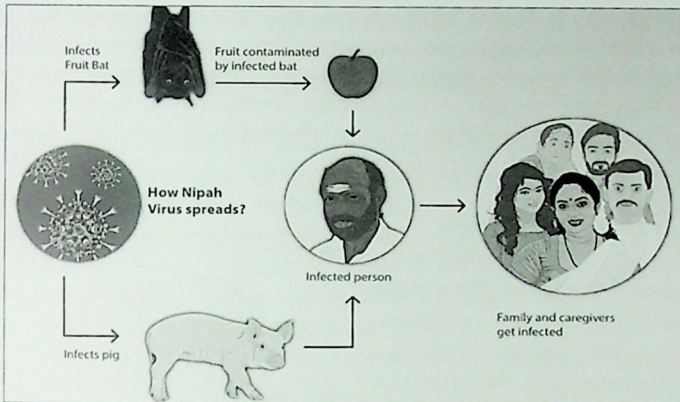 Infects
Fruit Bat
Fruit contaminated
by infected bat
How Nipah
Virus spreads?
Infected person
Infects pig
Family and caregivers
get infected